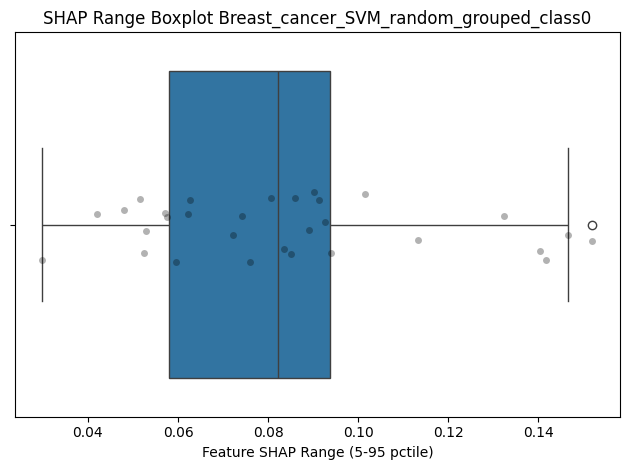 SHAP Range Boxplot Breast_cancer_SVM_random_grouped_class0
0.04 0.06 0.08 0.10 0.12 0.14
Feature SHAP Range (5-95 pctile)